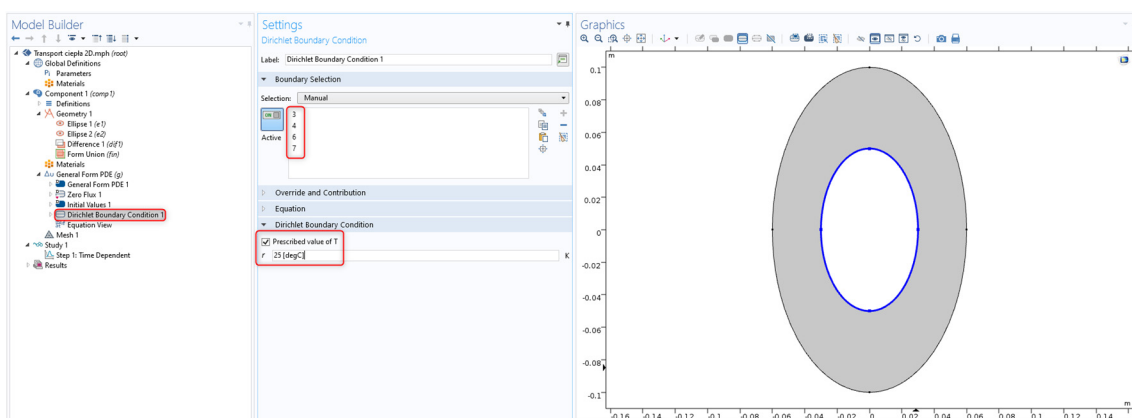 Model Builder
Transport ciepła 2D.mph (root)
Global Definitions
Pi Parameters
Materials
Component 1 (comp1)
Definitions
Geometry 1
Ellipse 1 (e1)
Ellipse 2 (e2)
Difference 1 (dif1)
Form Union (fin)
Materials
Δu General Form PDE (g)
General Form PDE 1
Zero Flux 1
Initial Values 1
Dirichlet Boundary Condition 1
Equation View
Mesh 1
Study 1
Step 1: Time Dependent
Results
Settings
Dirichlet Boundary Condition
Label: Dirichlet Boundary Condition 1
Boundary Selection
Selection: Manual
Active
3
4
6
7
Override and Contribution
Equation
Dirichlet Boundary Condition
Prescribed value of T
r 25 [degC] K
Graphics
m
0.1
0.08
0.06
0.04
0.02
0
-0.02
-0.04
-0.06
-0.08
-0.1
m
-0.16 -0.14 -0.12 -0.1 -0.08 -0.06 -0.04 -0.02 0 0.02 0.04 0.06 0.08 0.1 0.12 0.14